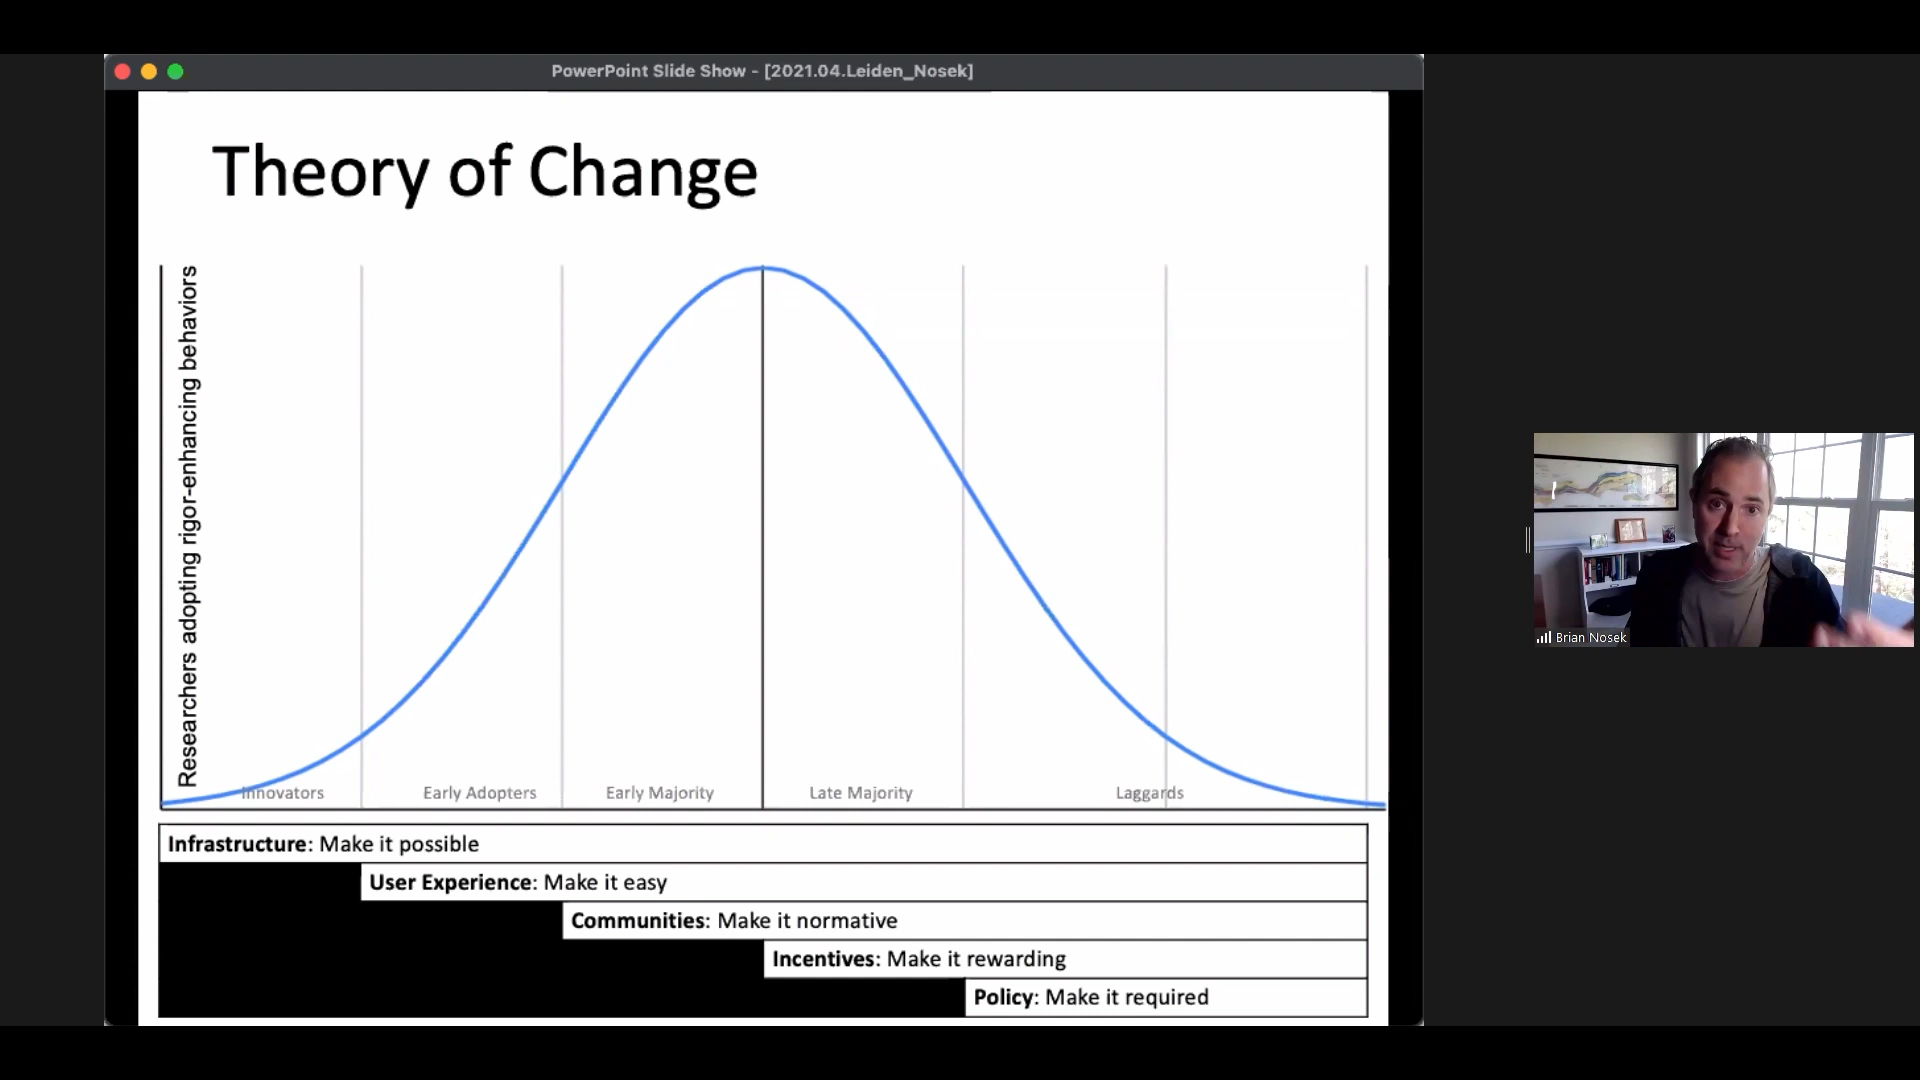 PowerPoint Slide Show - [2021.04.Leiden_Nosek]
Theory of Change
Researchers adopting rigor-enhancing behaviors
Innovators
Early Adopters
Early Majority
Late Majority
Laggards
Infrastructure: Make it possible
User Experience: Make it easy
Communities: Make it normative
Incentives: Make it rewarding
Policy: Make it required
Brian Nosek